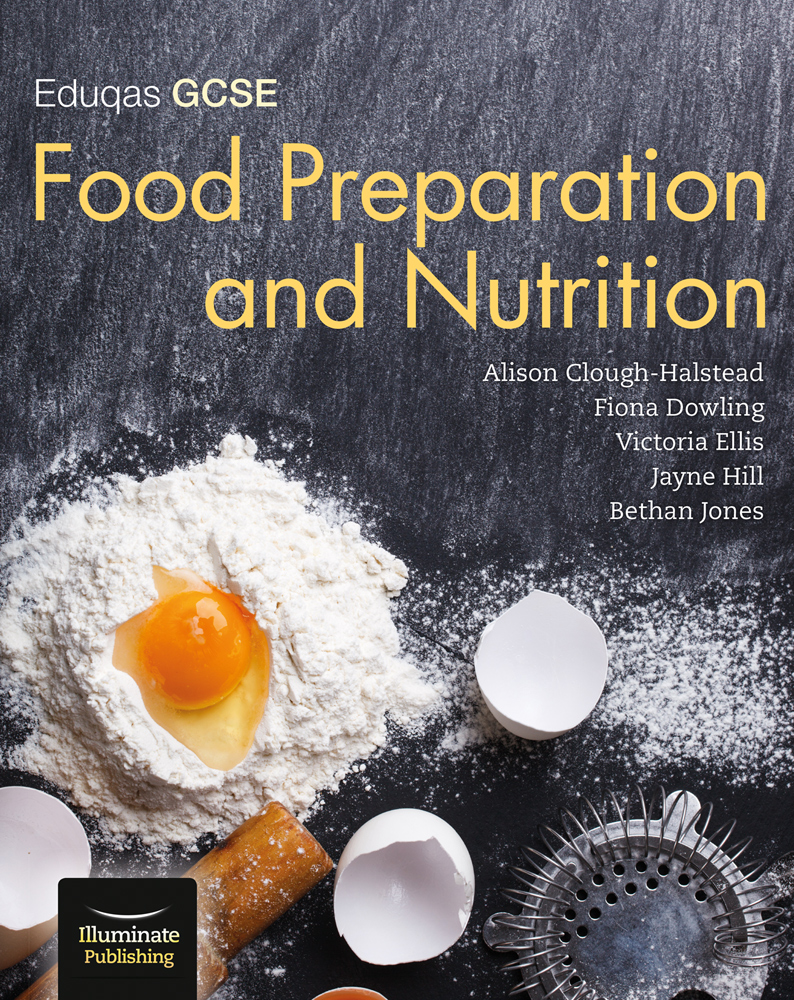 Eduqas GCSE
Food Preparation
and Nutrition
Alison Clough-Halstead
Fiona Dowling
Victoria Ellis
Jayne Hill
Bethan Jones
Illuminate
Publishing